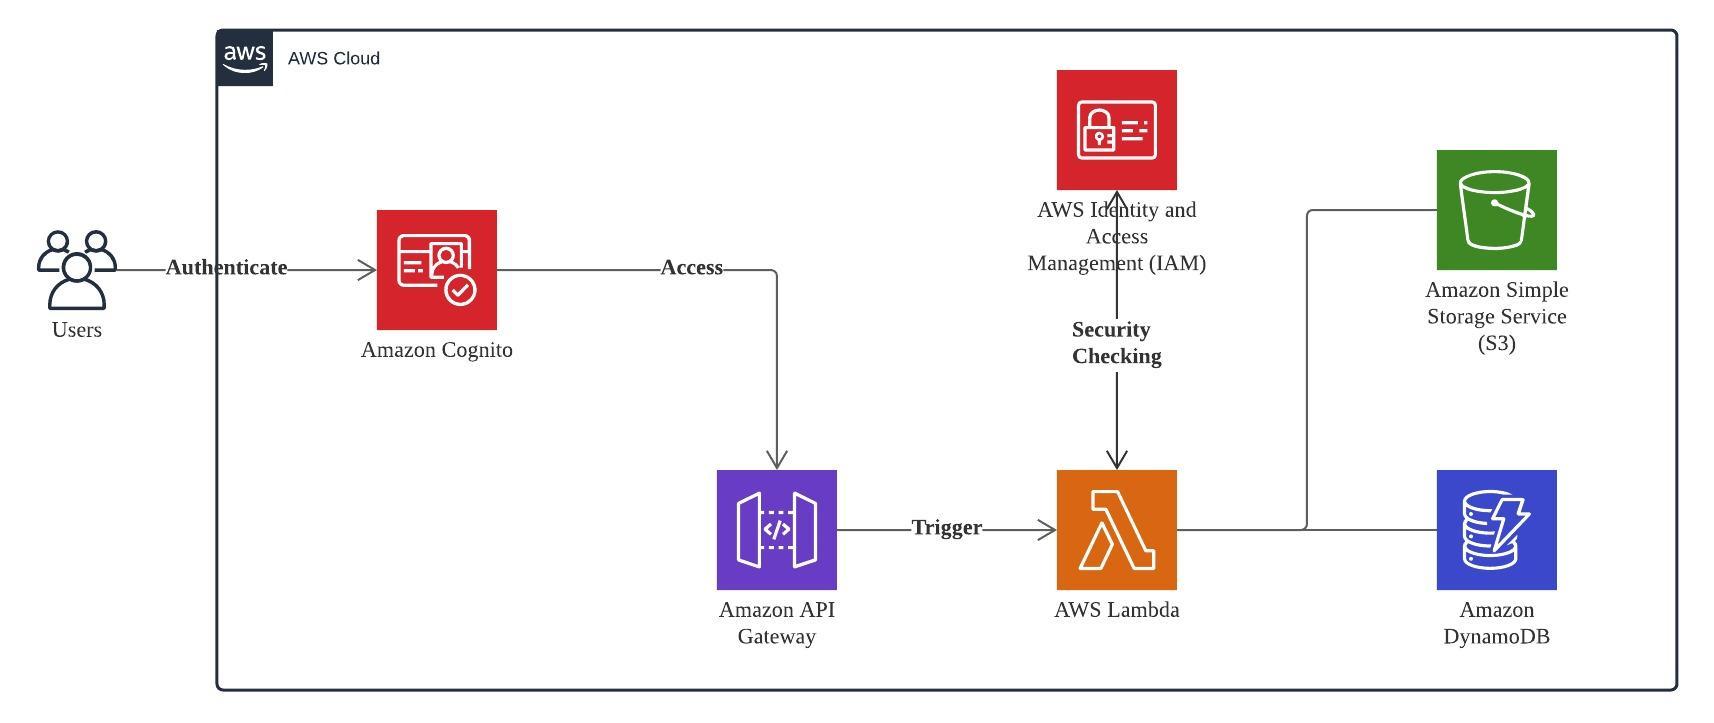 aws
AWS Cloud
AWS Identity and
Access
Management (IAM)
Authenticate
Access
Users
Amazon Cognito
Security
Checking
Amazon Simple
Storage Service
(S3)
</>
Trigger
Amazon API
Gateway
AWS Lambda
Amazon
DynamoDB